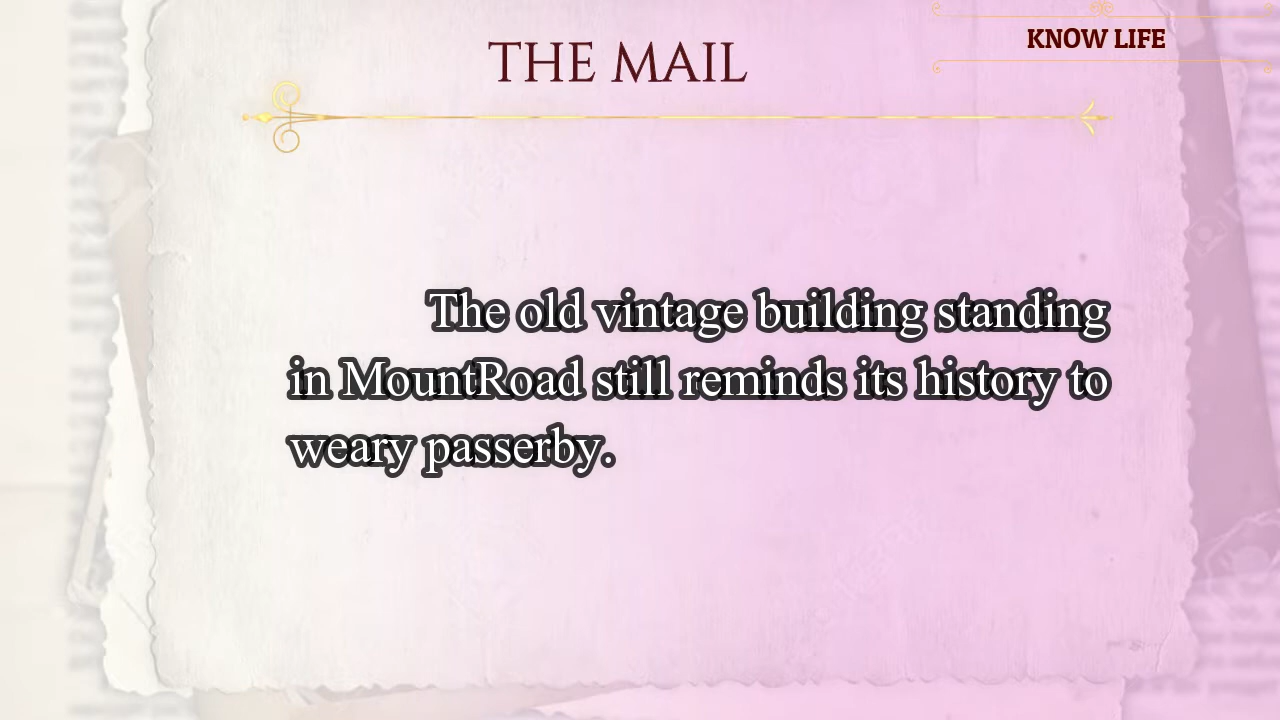 THE MAIL
KNOW LIFE
The old vintage building standing
in MountRoad still reminds its history to
weary passerby.